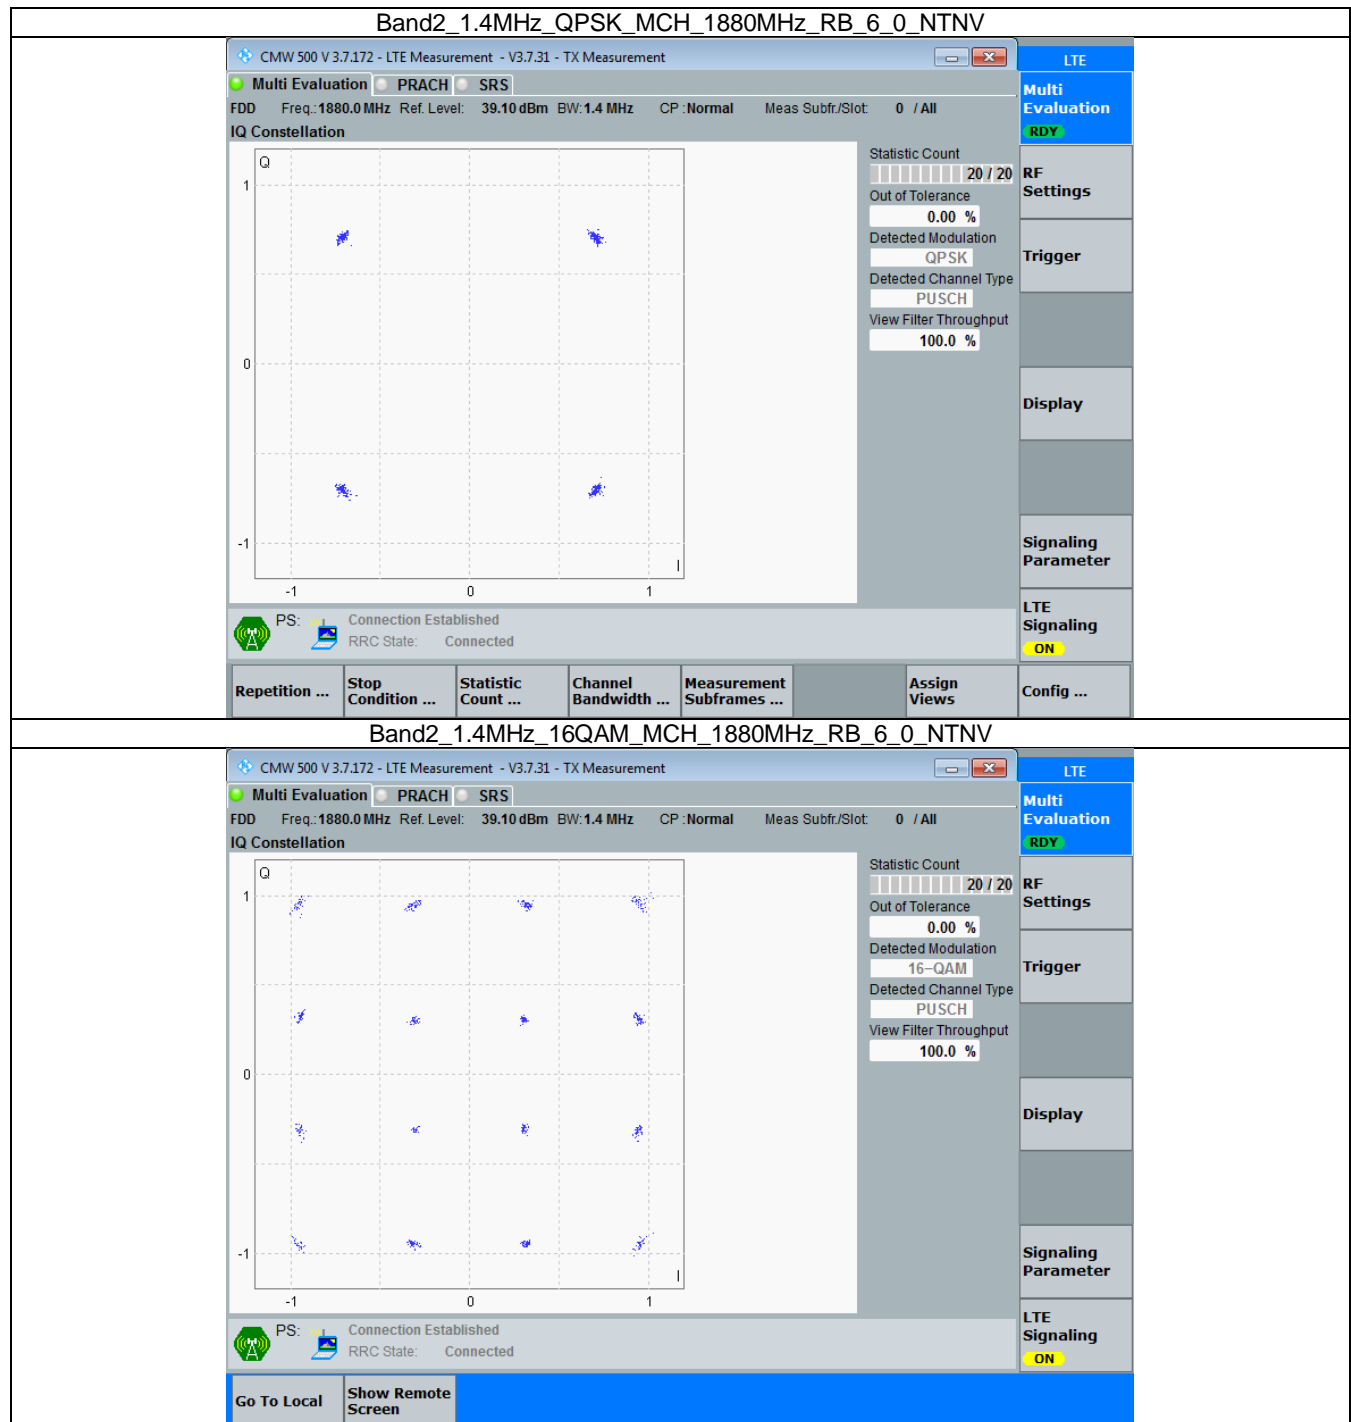 Band2_1.4MHz_QPSK_MCH_1880MHz_RB_6_0_NTNV
CMW 500 V 3.7.172 - LTE Measurement - V3.7.31 - TX Measurement
LTE
Multi Evaluation PRACH SRS
Multi Evaluation
RDY
FDD Freq.:1880.0 MHz Ref. Level: 39.10 dBm BW:1.4 MHz CP :Normal Meas Subfr./Slot: 0 / All
IQ Constellation
Q
1
0
-1
I
-1 0 1
Statistic Count
20 / 20
Out of Tolerance
0.00 %
Detected Modulation
QPSK
Detected Channel Type
PUSCH
View Filter Throughput
100.0 %
RF Settings
Trigger
Display
Signaling Parameter
LTE Signaling
ON
PS: Connection Established
RRC State: Connected
Repetition ... Stop Condition ... Statistic Count ... Channel Bandwidth ... Measurement Subframes ... Assign Views Config ...
Band2_1.4MHz_16QAM_MCH_1880MHz_RB_6_0_NTNV
CMW 500 V 3.7.172 - LTE Measurement - V3.7.31 - TX Measurement
LTE
Multi Evaluation PRACH SRS
Multi Evaluation
RDY
FDD Freq.:1880.0 MHz Ref. Level: 39.10 dBm BW:1.4 MHz CP :Normal Meas Subfr./Slot: 0 / All
IQ Constellation
Q
1
0
-1
I
-1 0 1
Statistic Count
20 / 20
Out of Tolerance
0.00 %
Detected Modulation
16-QAM
Detected Channel Type
PUSCH
View Filter Throughput
100.0 %
RF Settings
Trigger
Display
Signaling Parameter
LTE Signaling
ON
PS: Connection Established
RRC State: Connected
Go To Local Show Remote Screen